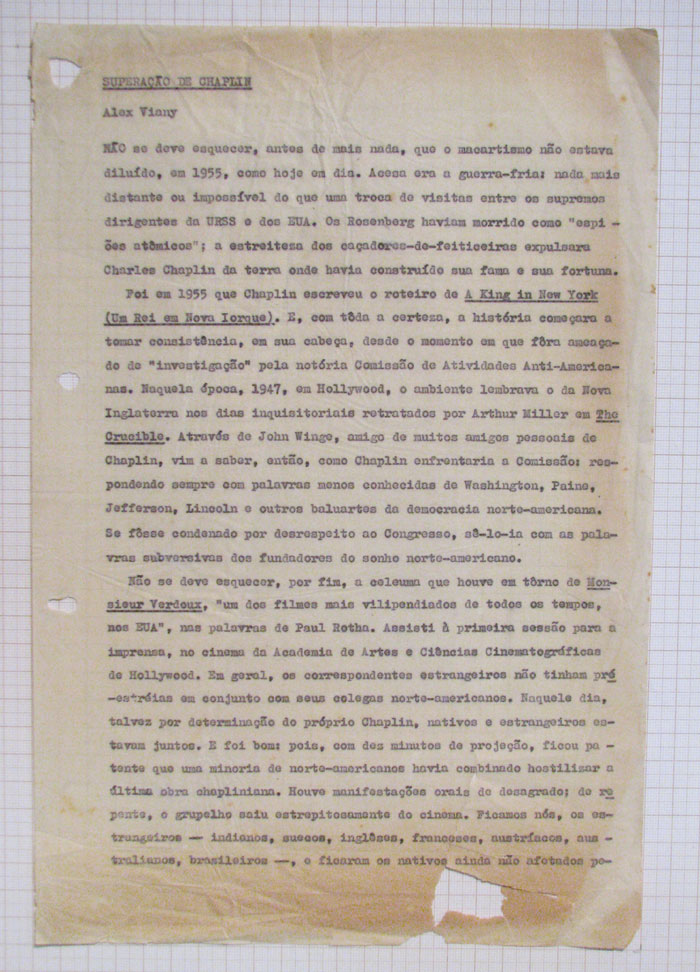 SUPERAÇÃO DE CHAPLIN
Alex Viany
NÃO se deve esquecer, antes de mais nada, que o macartismo não estava
diluído, em 1955, como hoje em dia. Acesa era a guerra-fria: nada mais
distante ou impossível do que uma troca de visitas entre os supremos
dirigentes da URSS e dos EUA. Os Rosenberg haviam morrido como "espi -
ões atômicos"; a estreiteza dos caçadores-de-feiticeiras expulsara
Charles Chaplin da terra onde havia construído sua fama e sua fortuna.
Foi em 1955 que Chaplin escreveu o roteiro de A King in New York
(Um Rei em Nova Iorque). E, com tôda a certeza, a história começara a
tomar consistência, em sua cabeça, desde o momento em que fôra ameaça-
do de "investigação" pela notória Comissão de Atividades Anti-America-
nas. Naquela época, 1947, em Hollywood, o ambiente lembrava o da Nova
Inglaterra nos dias inquisitoriais retratados por Arthur Miller em The
Crucible. Através de John Winge, amigo de muitos amigos pessoais de
Chaplin, vim a saber, então, como Chaplin enfrentaria a Comissão: res-
pondendo sempre com palavras menos conhecidas de Washington, Paine,
Jefferson, Lincoln e outros baluartes da democracia norte-americana.
Se fôsse condenado por desrespeito ao Congresso, sê-lo-ia com as pala-
vras subversivas dos fundadores do sonho norte-americano.
Não se deve esquecer, por fim, a celeuma que houve em tôrno de Mon-
sieur Verdoux, "um dos filmes mais vilipendiados de todos os tempos,
nos EUA", nas palavras de Paul Rotha. Assisti à primeira sessão para a
imprensa, no cinema da Academia de Artes e Ciências Cinematográficas
de Hollywood. Em geral, os correspondentes estrangeiros não tinham pré
-estréias em conjunto com seus colegas norte-americanos. Naquele dia,
talvez por determinação do próprio Chaplin, nativos e estrangeiros es-
tavam juntos. E foi bom: pois, com dez minutos de projeção, ficou pa -
tente que uma minoria de norte-americanos havia combinado hostilizar a
última obra chapliniana. Houve manifestações orais de desagrado; de re
pente, o grupelho saiu estrepitosamente do cinema. Ficamos nós, os es-
trangeiros — indianos, suecos, inglêses, franceses, austríacos, aus -
tralianos, brasileiros —, e ficaram os nativos ainda não afetados pe-